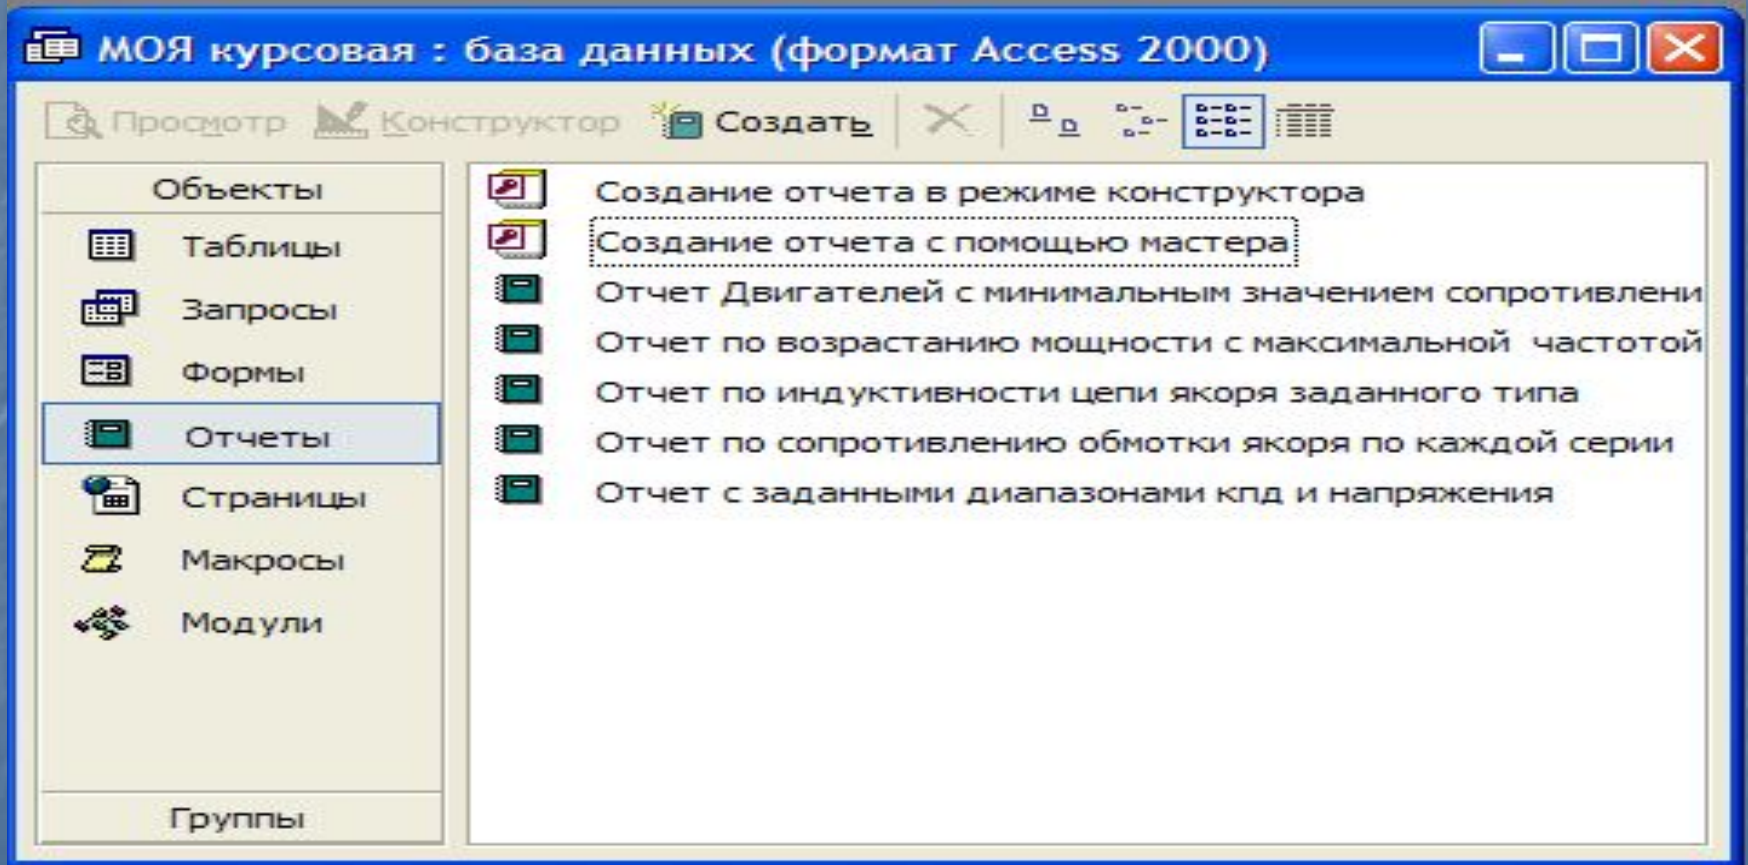 МОЯ курсовая : база данных (формат Access 2000)
Просмотр Конструктор Создать
Объекты
Таблицы
Запросы
Формы
Отчеты
Страницы
Макросы
Модули
Группы
Создание отчета в режиме конструктора
Создание отчета с помощью мастера
Отчет Двигателей с минимальным значением сопротивлени
Отчет по возрастанию мощности с максимальной частотой
Отчет по индуктивности цепи якоря заданного типа
Отчет по сопротивлению обмотки якоря по каждой серии
Отчет с заданными диапазонами кпд и напряжения